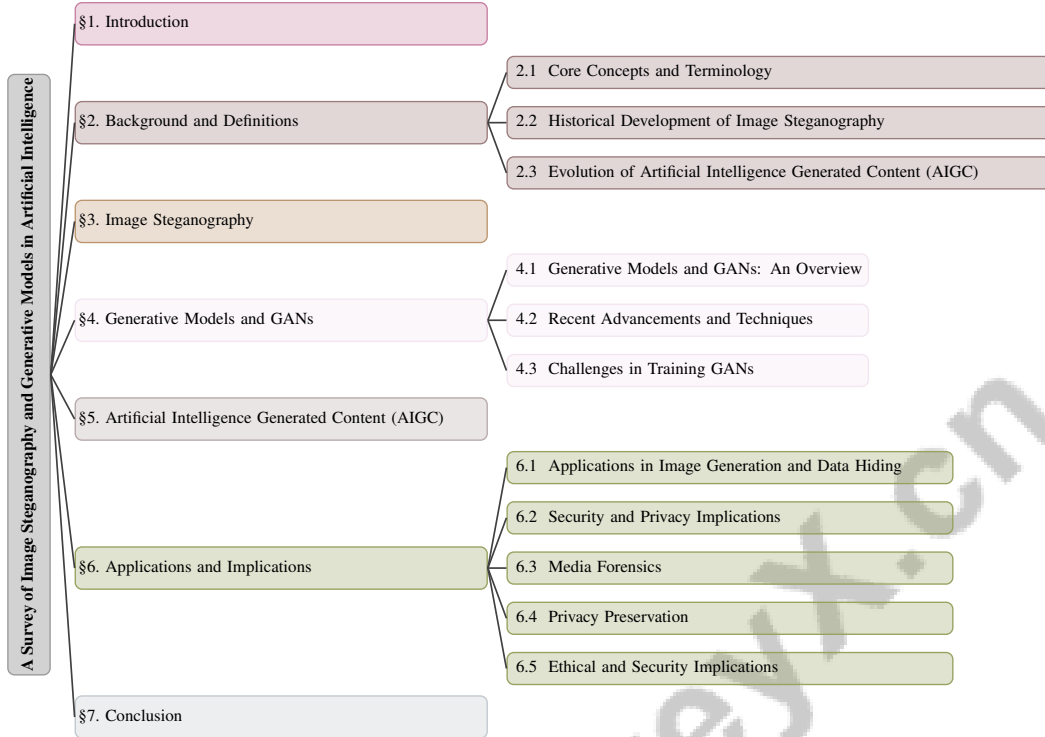 A Survey of Image Steganography and Generative Models in Artificial Intelligence
§1. Introduction
§2. Background and Definitions
2.1 Core Concepts and Terminology
2.2 Historical Development of Image Steganography
2.3 Evolution of Artificial Intelligence Generated Content (AIGC)
§3. Image Steganography
§4. Generative Models and GANs
4.1 Generative Models and GANs: An Overview
4.2 Recent Advancements and Techniques
4.3 Challenges in Training GANs
§5. Artificial Intelligence Generated Content (AIGC)
§6. Applications and Implications
6.1 Applications in Image Generation and Data Hiding
6.2 Security and Privacy Implications
6.3 Media Forensics
6.4 Privacy Preservation
6.5 Ethical and Security Implications
§7. Conclusion
eyx.cn